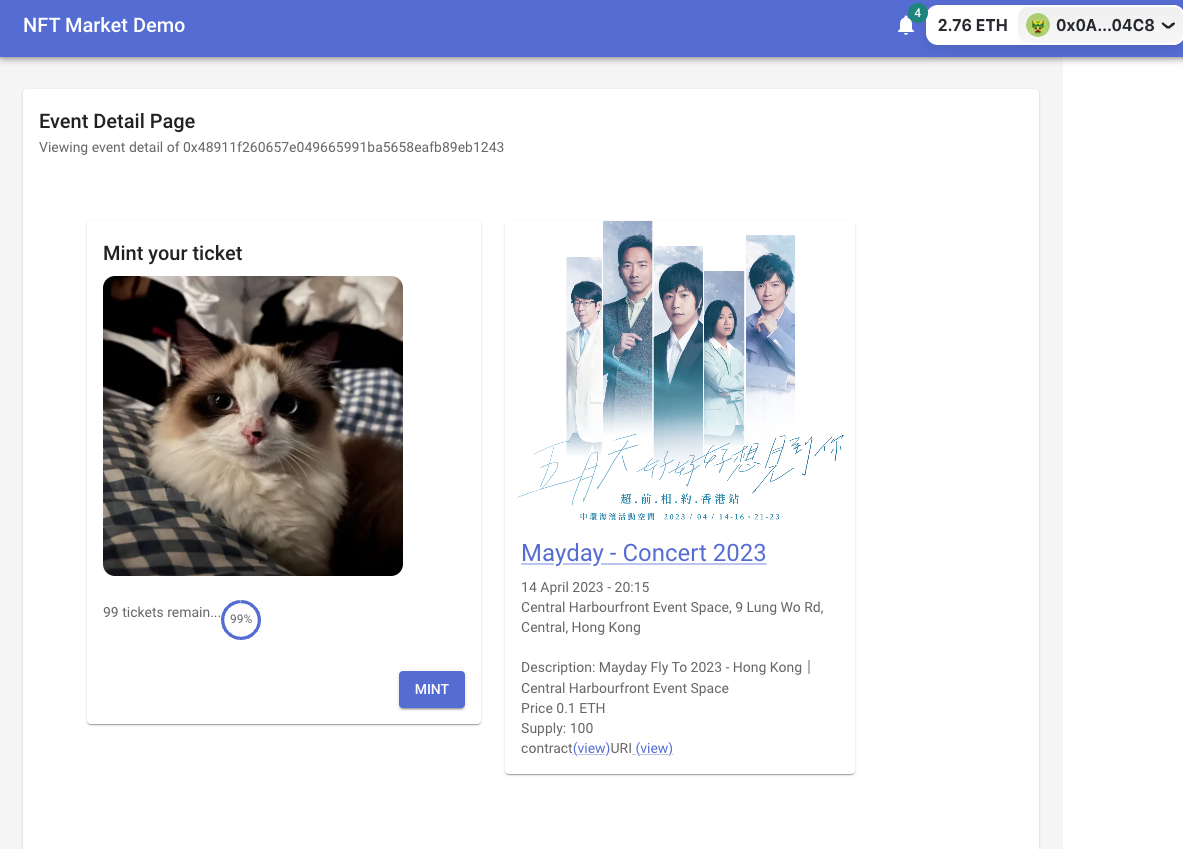 NFT Market Demo
4
2.76 ETH
0x0A...04C8
Event Detail Page
Viewing event detail of 0x48911f260657e049665991ba5658eafb89eb1243
Mint your ticket
99 tickets remain...
99%
MINT
五月天 好好好想見到你
超.前.相.約.香港站
中環海濱活動空間 2023 / 04 / 14-16、21-23
Mayday - Concert 2023
14 April 2023 - 20:15
Central Harbourfront Event Space, 9 Lung Wo Rd,
Central, Hong Kong
Description: Mayday Fly To 2023 - Hong Kong｜
Central Harbourfront Event Space
Price 0.1 ETH
Supply: 100
contract(view)URI (view)